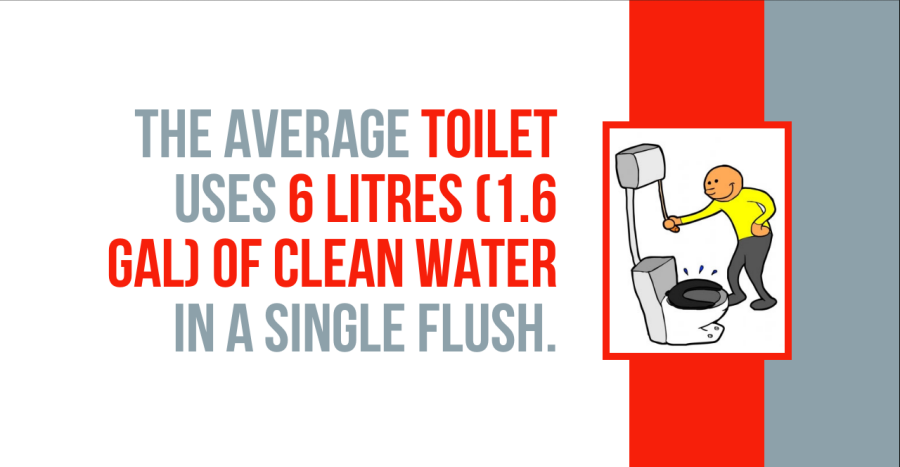 THE AVERAGE TOILET
USES 6 LITRES (1.6
GAL) OF CLEAN WATER
IN A SINGLE FLUSH.